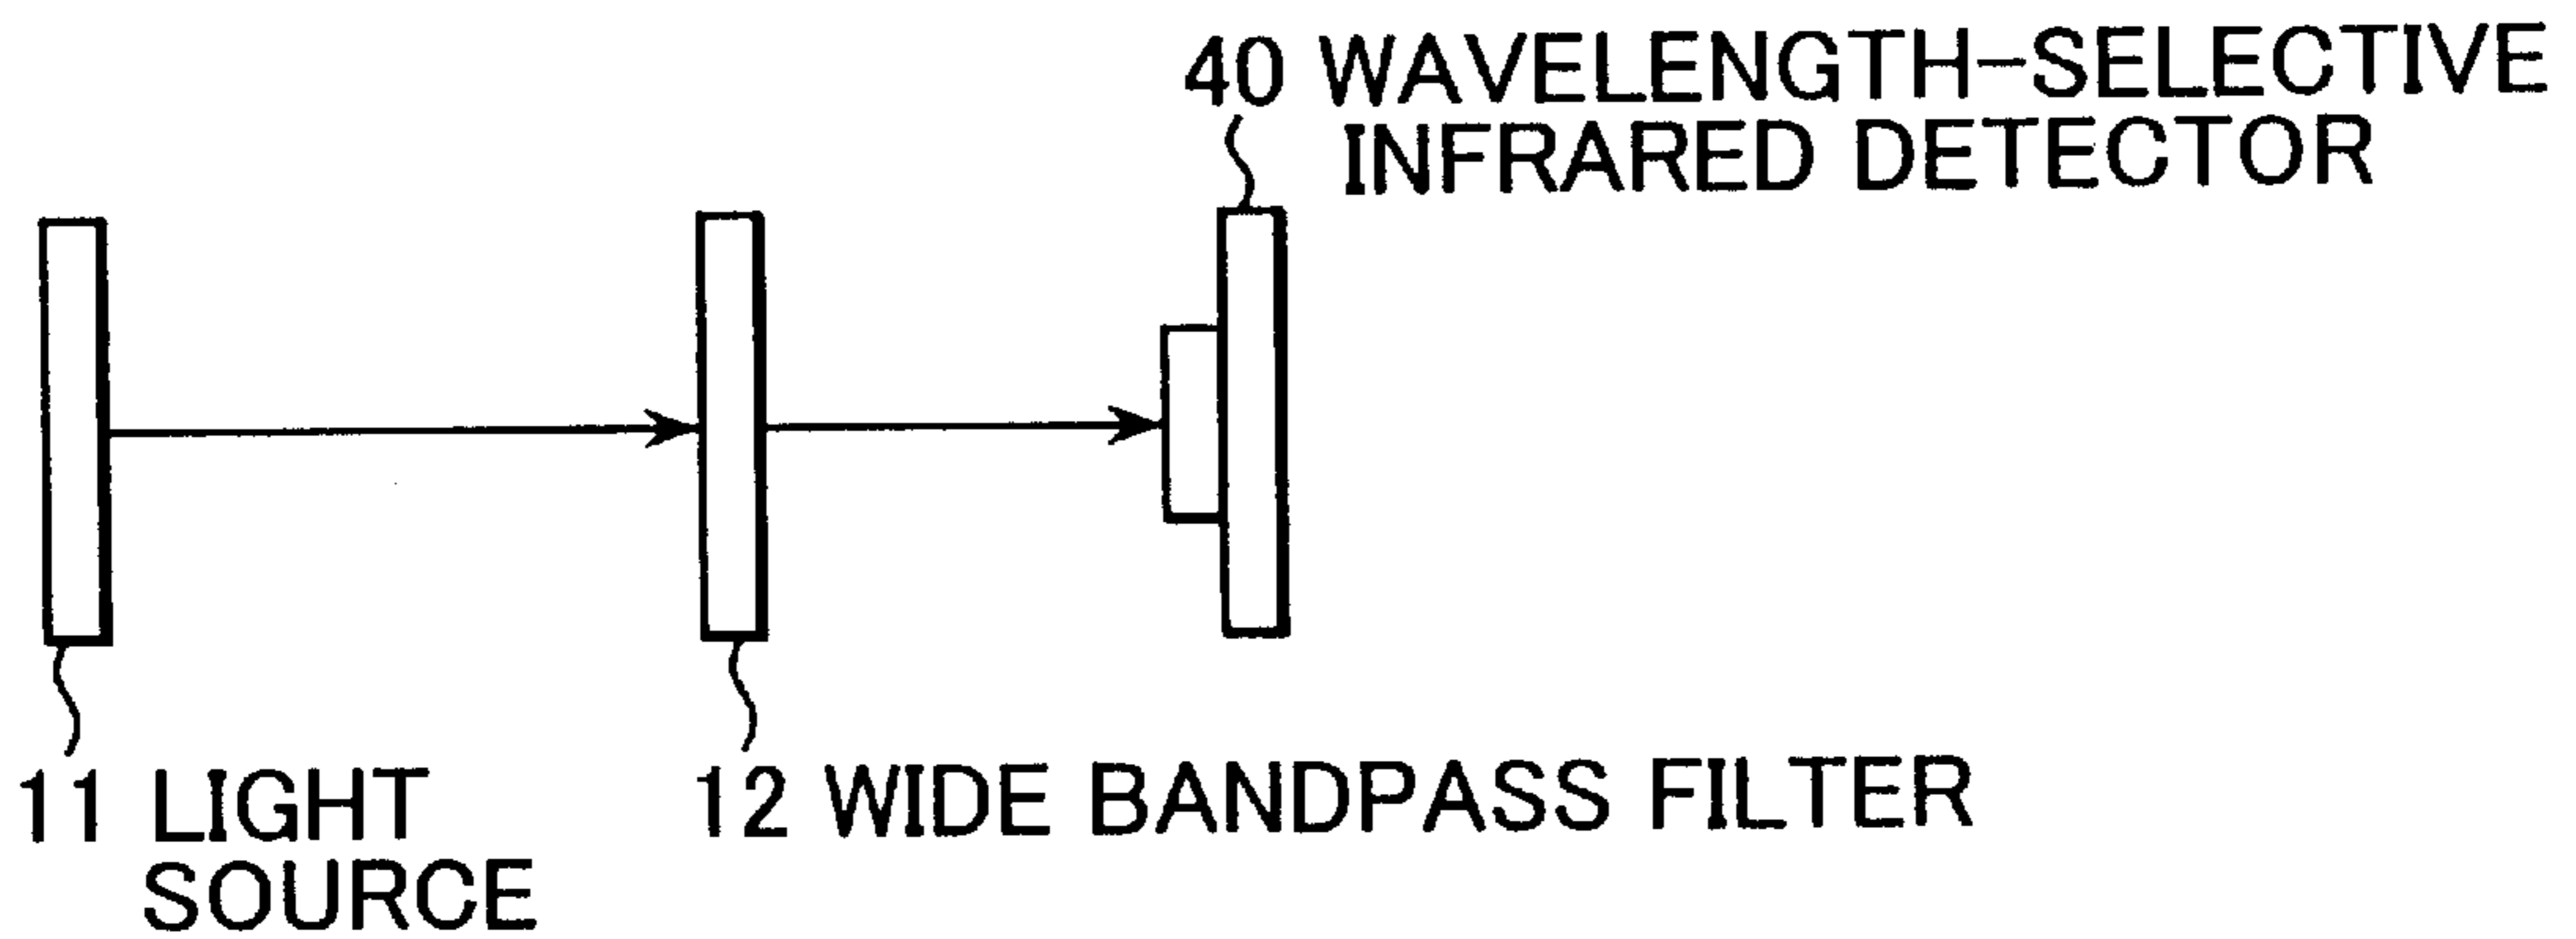 40 WAVELENGTH-SELECTIVE
INFRARED DETECTOR
11 LIGHT
SOURCE
12 WIDE BANDPASS FILTER